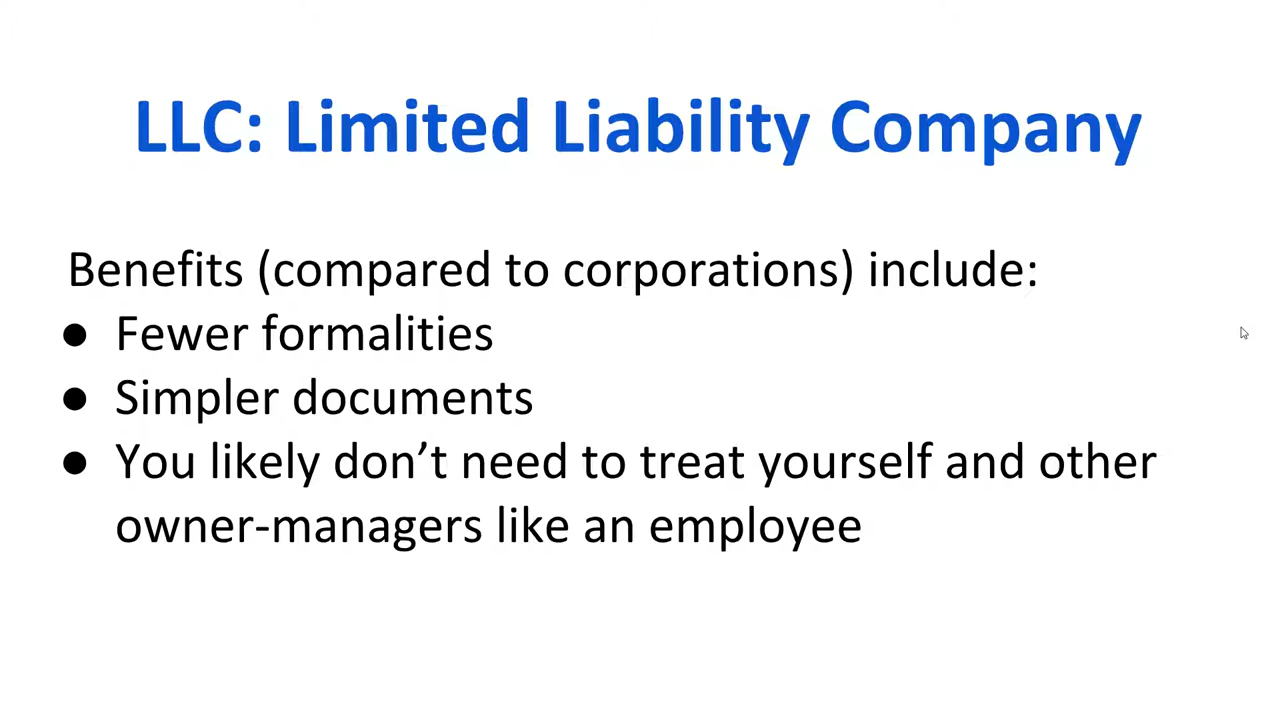 LLC: Limited Liability Company
Benefits (compared to corporations) include:
● Fewer formalities
● Simpler documents
● You likely don’t need to treat yourself and other
owner-managers like an employee